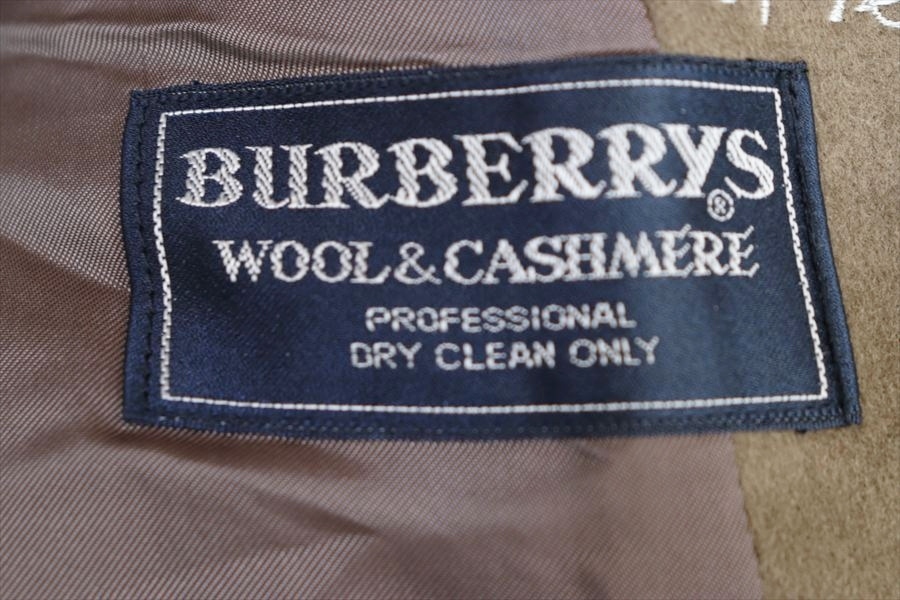 BURBERRYS®
WOOL&CASHMERE
PROFESSIONAL
DRY CLEAN ONLY